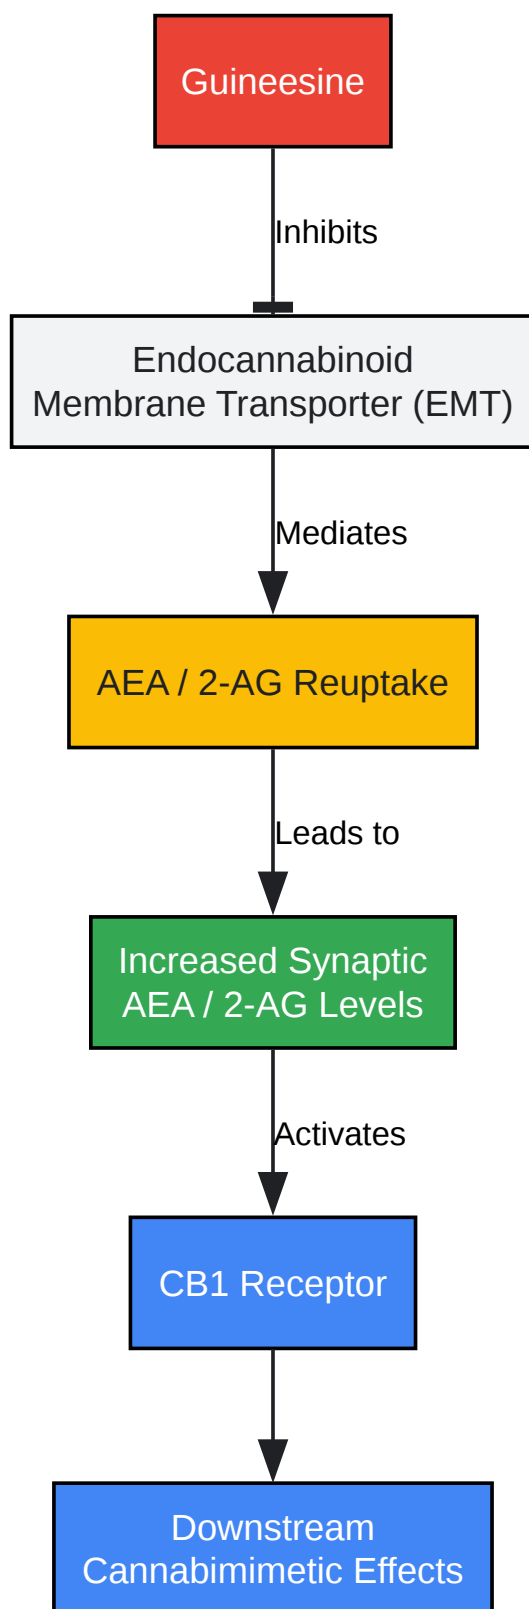 Guineesine
Inhibits
Endocannabinoid
Membrane Transporter (EMT)
Mediates
AEA / 2-AG Reuptake
Leads to
Increased Synaptic
AEA / 2-AG Levels
Activates
CB1 Receptor
Downstream
Cannabimimetic Effects